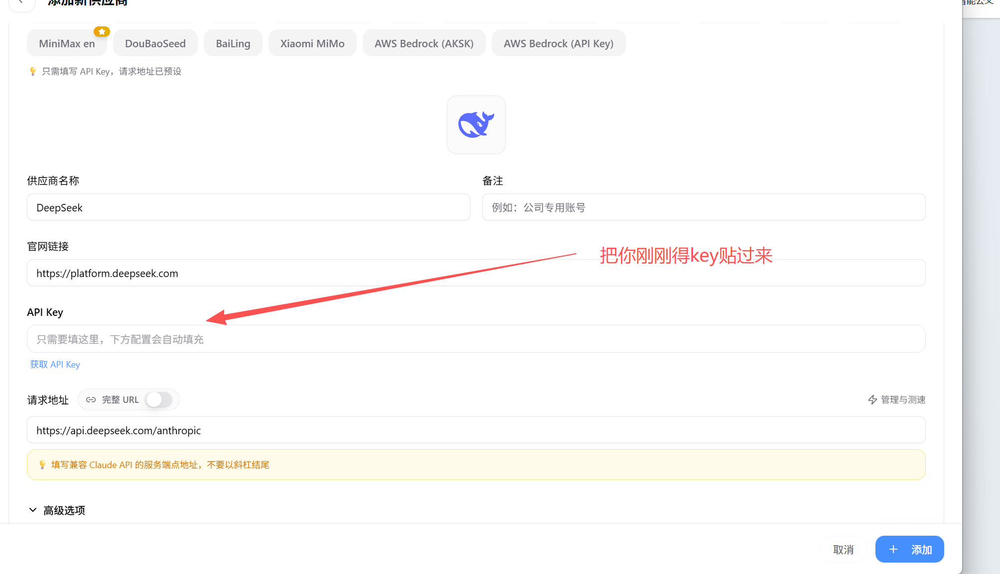 添加新供应商
智能公文
MiniMax en
DouBaoSeed
BaiLing
Xiaomi MiMo
AWS Bedrock (AKSK)
AWS Bedrock (API Key)
只需填写 API Key，请求地址已预设
供应商名称
备注
DeepSeek
例如：公司专用账号
官网链接
把你刚刚得key贴过来
https://platform.deepseek.com
API Key
只需要填这里，下方配置会自动填充
获取 API Key
请求地址
完整 URL
管理与测速
https://api.deepseek.com/anthropic
填写兼容 Claude API 的服务端点地址，不要以斜杠结尾
高级选项
取消
添加